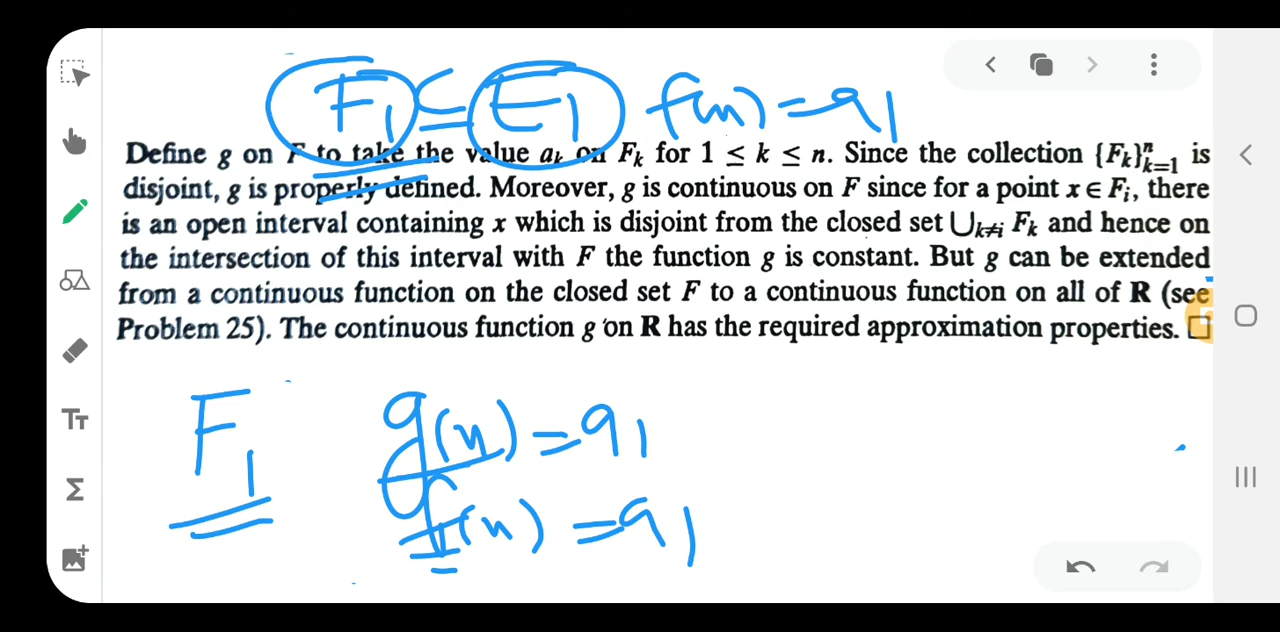 F₁ ⊆ E₁ f(x) = a₁
Define g on F to take the value aₖ on Fₖ for 1 ≤ k ≤ n. Since the collection {Fₖ}ⁿₖ₌₁ is
disjoint, g is properly defined. Moreover, g is continuous on F since for a point x ∈ Fᵢ, there
is an open interval containing x which is disjoint from the closed set ⋃ₖ≠ᵢ Fₖ and hence on
the intersection of this interval with F the function g is constant. But g can be extended
from a continuous function on the closed set F to a continuous function on all of R (see
Problem 25). The continuous function g on R has the required approximation properties. □
F₁ g(x) = a₁
f(x) = a₁
Tт
Σ